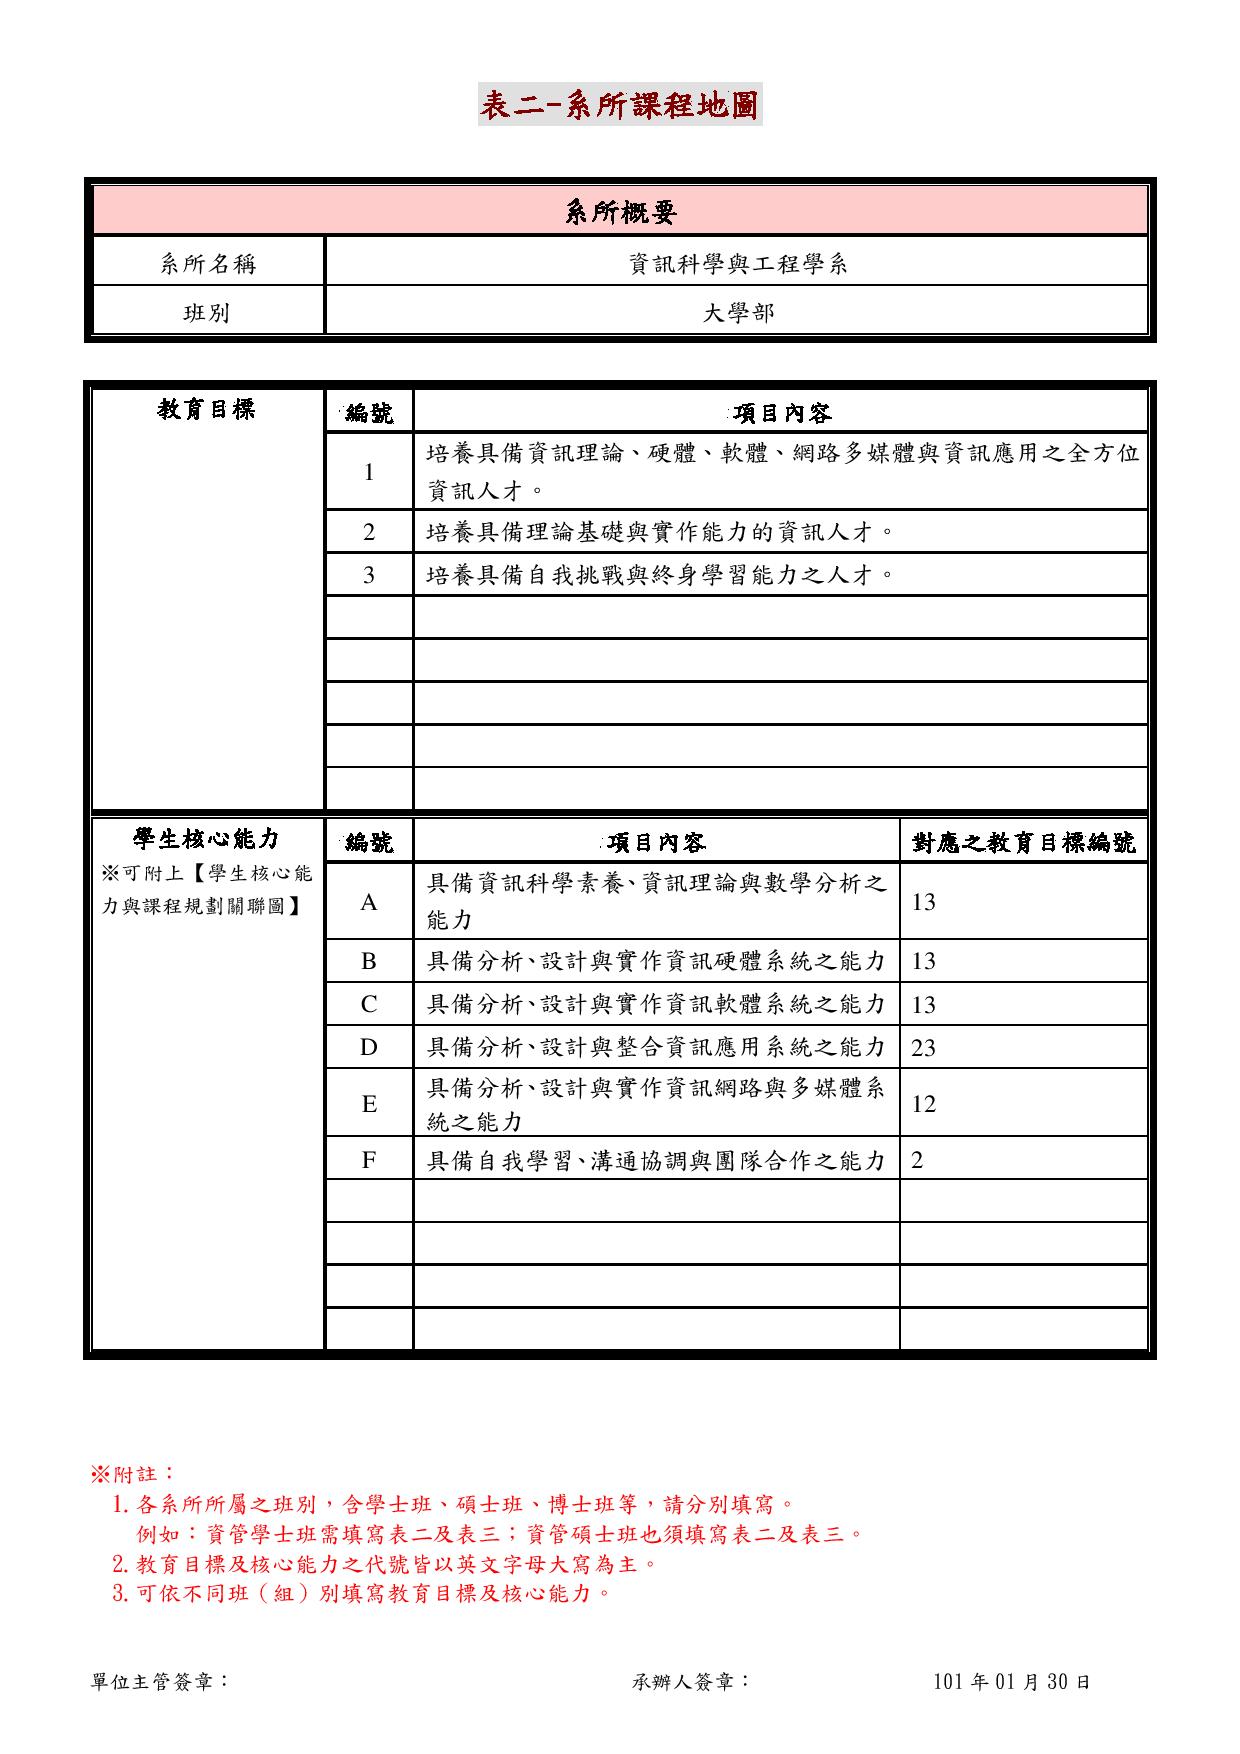 表二-系所課程地圖
系所概要
系所名稱 資訊科學與工程學系
班別 大學部
教育目標 編號 項目內容
1 培養具備資訊理論、硬體、軟體、網路多媒體與資訊應用之全方位
資訊人才。
2 培養具備理論基礎與實作能力的資訊人才。
3 培養具備自我挑戰與終身學習能力之人才。
學生核心能力 編號 項目內容 對應之教育目標編號
※可附上【學生核心能
力與課程規劃關聯圖】
A 具備資訊科學素養、資訊理論與數學分析之 13
能力
B 具備分析、設計與實作資訊硬體系統之能力 13
C 具備分析、設計與實作資訊軟體系統之能力 13
D 具備分析、設計與整合資訊應用系統之能力 23
E 具備分析、設計與實作資訊網路與多媒體系 12
統之能力
F 具備自我學習、溝通協調與團隊合作之能力 2
※附註：
1. 各系所所屬之班別，含學士班、碩士班、博士班等，請分別填寫。
例如：資管學士班需填寫表二及表三；資管碩士班也須填寫表二及表三。
2. 教育目標及核心能力之代號皆以英文字母大寫為主。
3. 可依不同班（組）別填寫教育目標及核心能力。
單位主管簽章： 承辦人簽章： 101 年 01 月 30 日